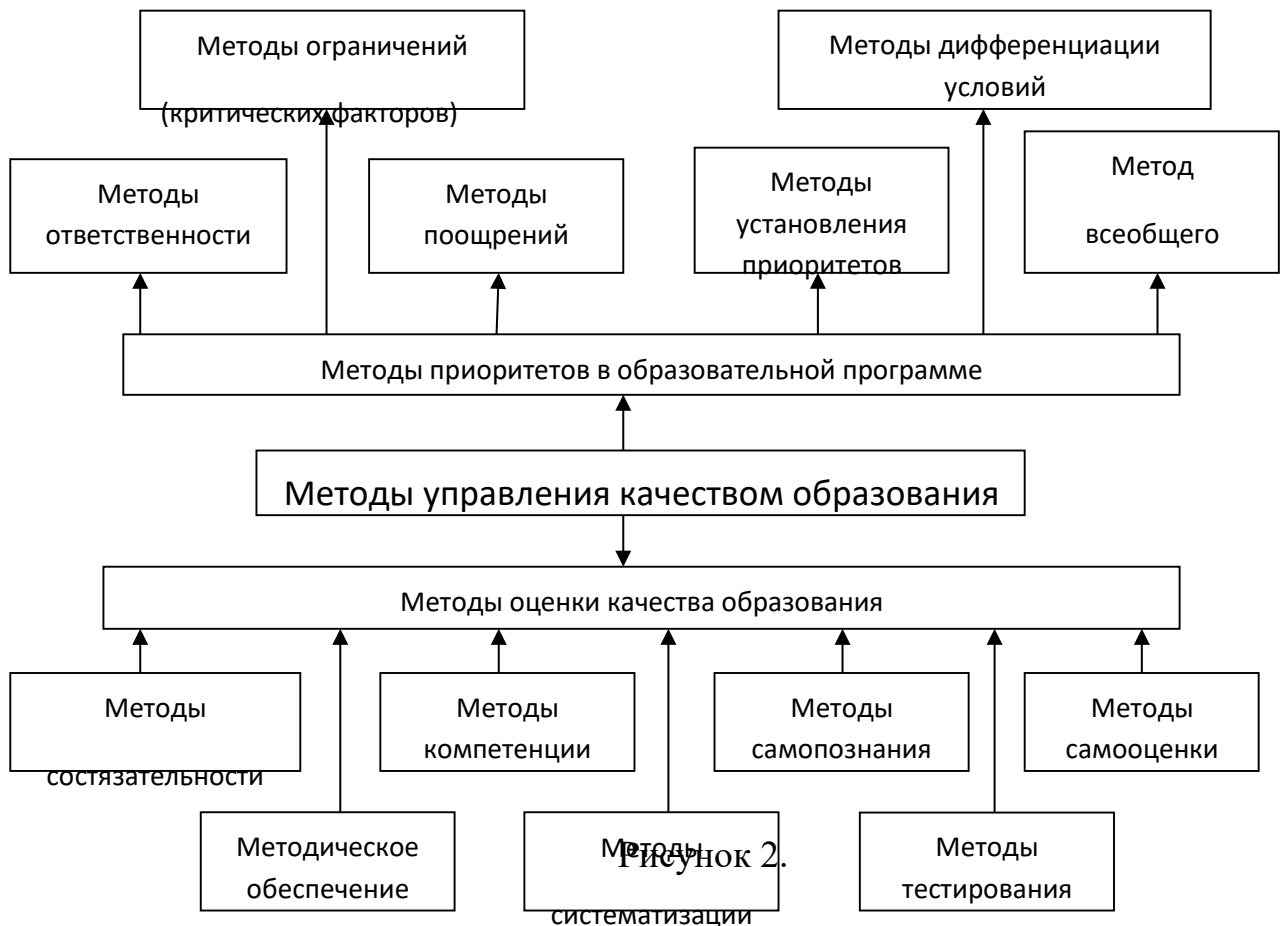 Методы ограничений
(критических факторов)
Методы дифференциации
условий
Методы
ответственности
Методы
поощрений
Методы
установления
приоритетов
Метод
всеобщего
Методы приоритетов в образовательной программе
Методы управления качеством образования
Методы оценки качества образования
Методы
состязательности
Методы
компетенции
Методы
самопознания
Методы
самооценки
Методическое
обеспечение
Методы
систематизации
Методы
тестирования
Рисунок 2.